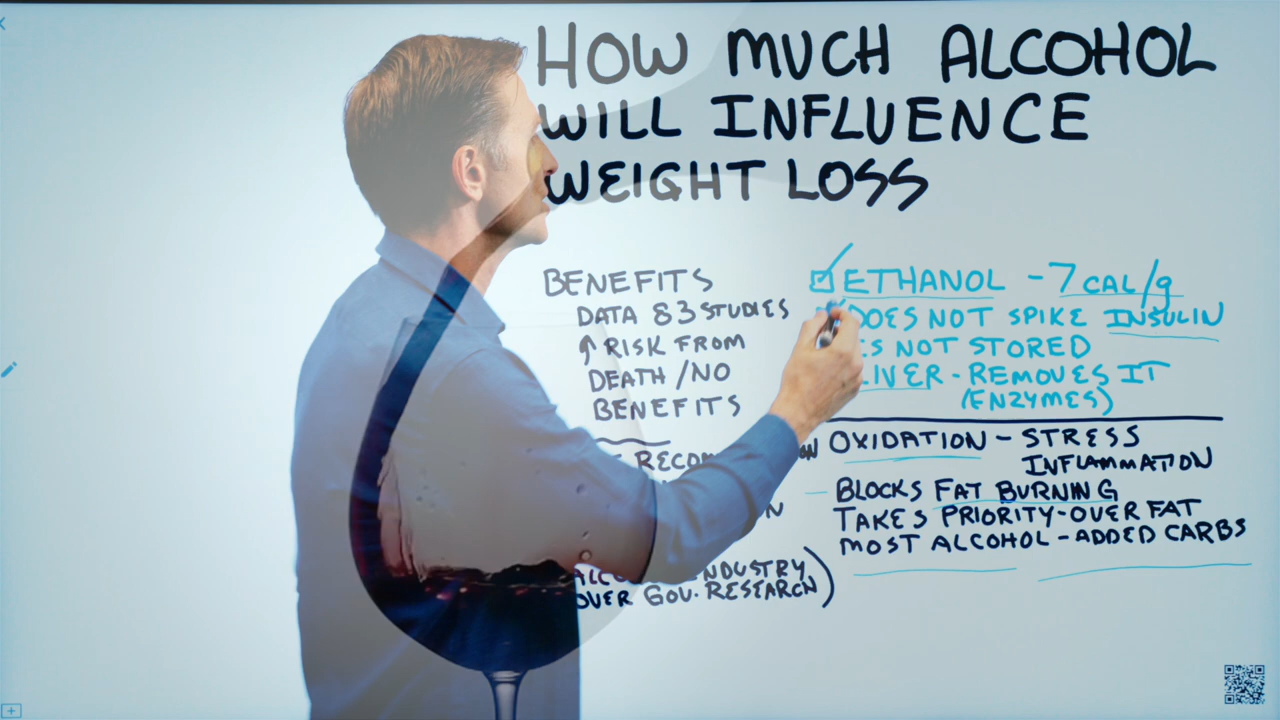 HOW MUCH ALCOHOL
WILL INFLUENCE
WEIGHT LOSS
BENEFITS
DATA & 3 STUDIES
↑ RISK FROM
DEATH / NO
BENEFITS
OVER GOV. RESEARCH)
☑ ETHANOL - 7 CAL/g
DOES NOT SPIKE INSULIN
NOT STORED
LIVER - REMOVES IT
(ENZYMES)
OXIDATION - STRESS
INFLAMMATION
- BLOCKS FAT BURNING
TAKES PRIORITY - OVER FAT
MOST ALCOHOL - ADDED CARBS